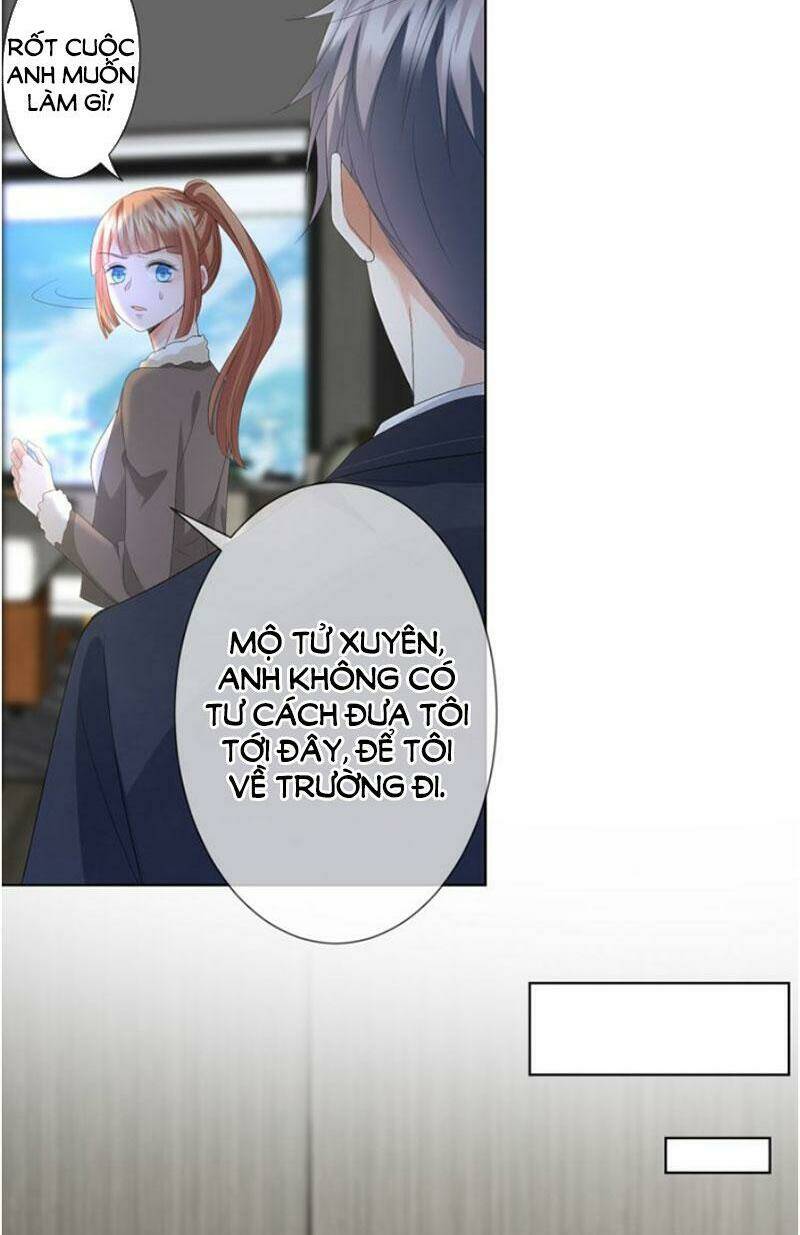 RỐT CUỘC
ANH MUỐN
LÀM GÌ!
MỘ TỬ XUYÊN,
ANH KHÔNG CÓ
TƯ CÁCH ĐƯA TÔI
TỚI ĐÂY, ĐỂ TÔI
VỀ TRƯỜNG ĐI.